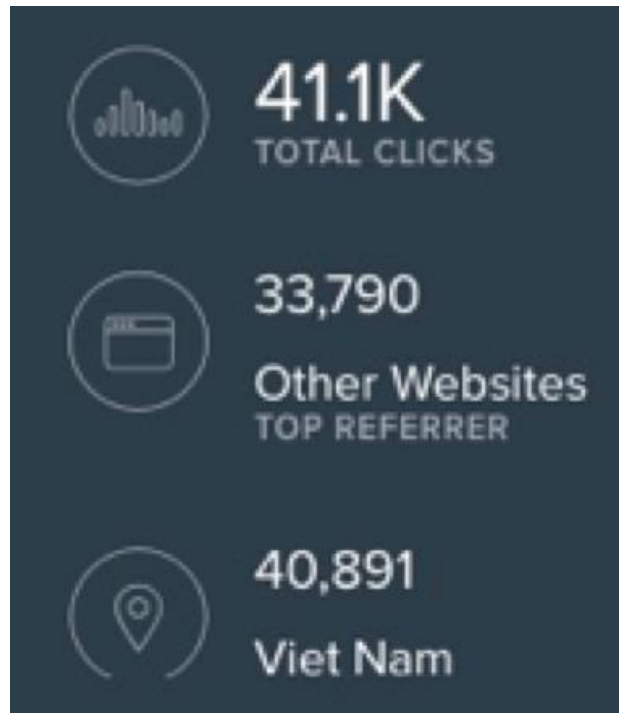 41.1K
TOTAL CLICKS
33,790
Other Websites
TOP REFERRER
40,891
Viet Nam